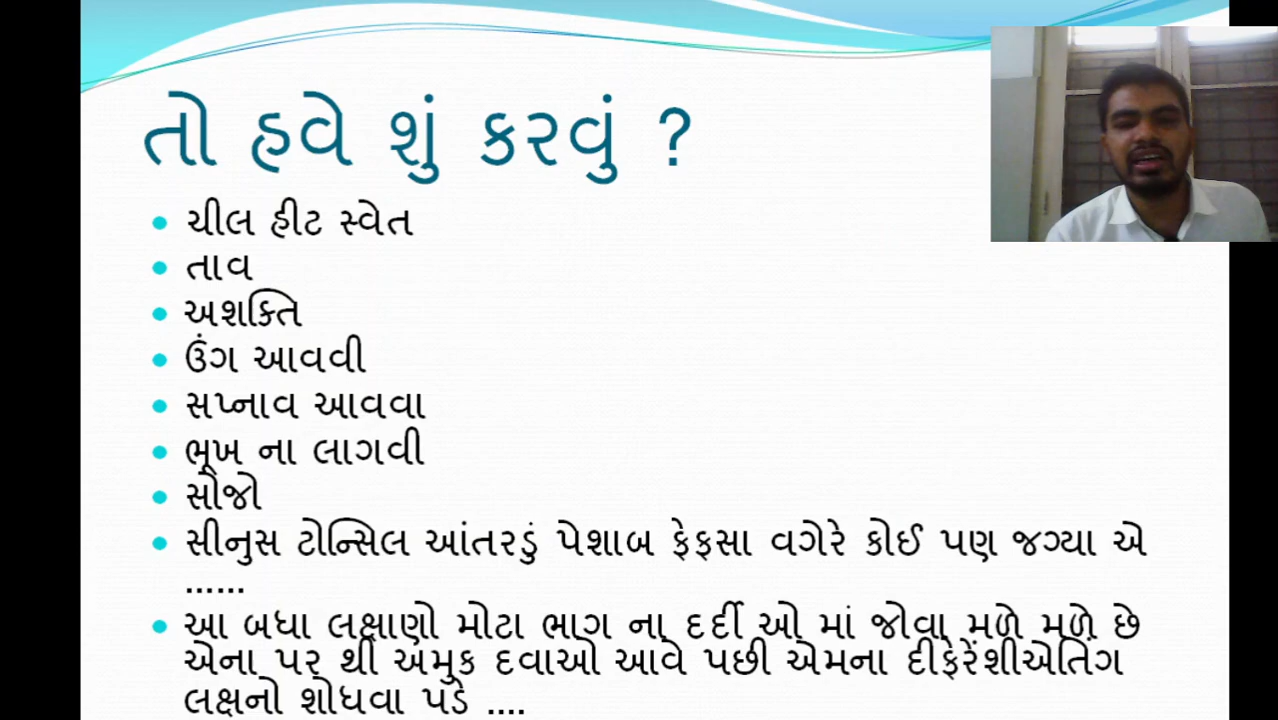 તો હવે શું કરવું ?
ચીલ હીટ સ્વેત
તાવ
અશક્તિ
ઉંગ આવવી
સપ્નાવ આવવા
ભૂખ ના લાગવી
સોજો
સીનુસ ટોન્સિલ આંતરડું પેશાબ ફેફસા વગેરે કોઈ પણ જગ્યા એ
......
આ બધા લક્ષાણો મોટા ભાગ ના દર્દી ઓ માં જોવા મળે મળે છે
એના પર થી અમુક દવાઓ આવે પછી એમના દીફેરેંશીએતિંગ
લક્ષનો શોધવા પડે ....